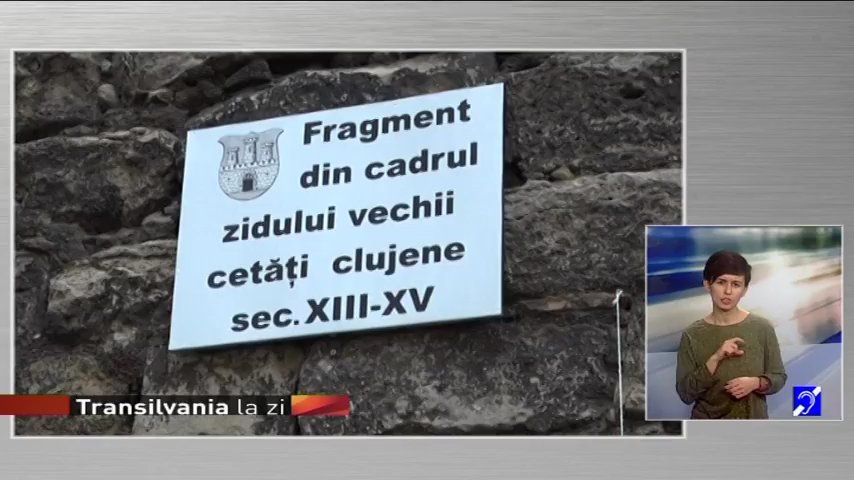 Fragment
din cadrul
zidului vechii
cetăți clujene
sec. XIII-XV
Transilvania la zi